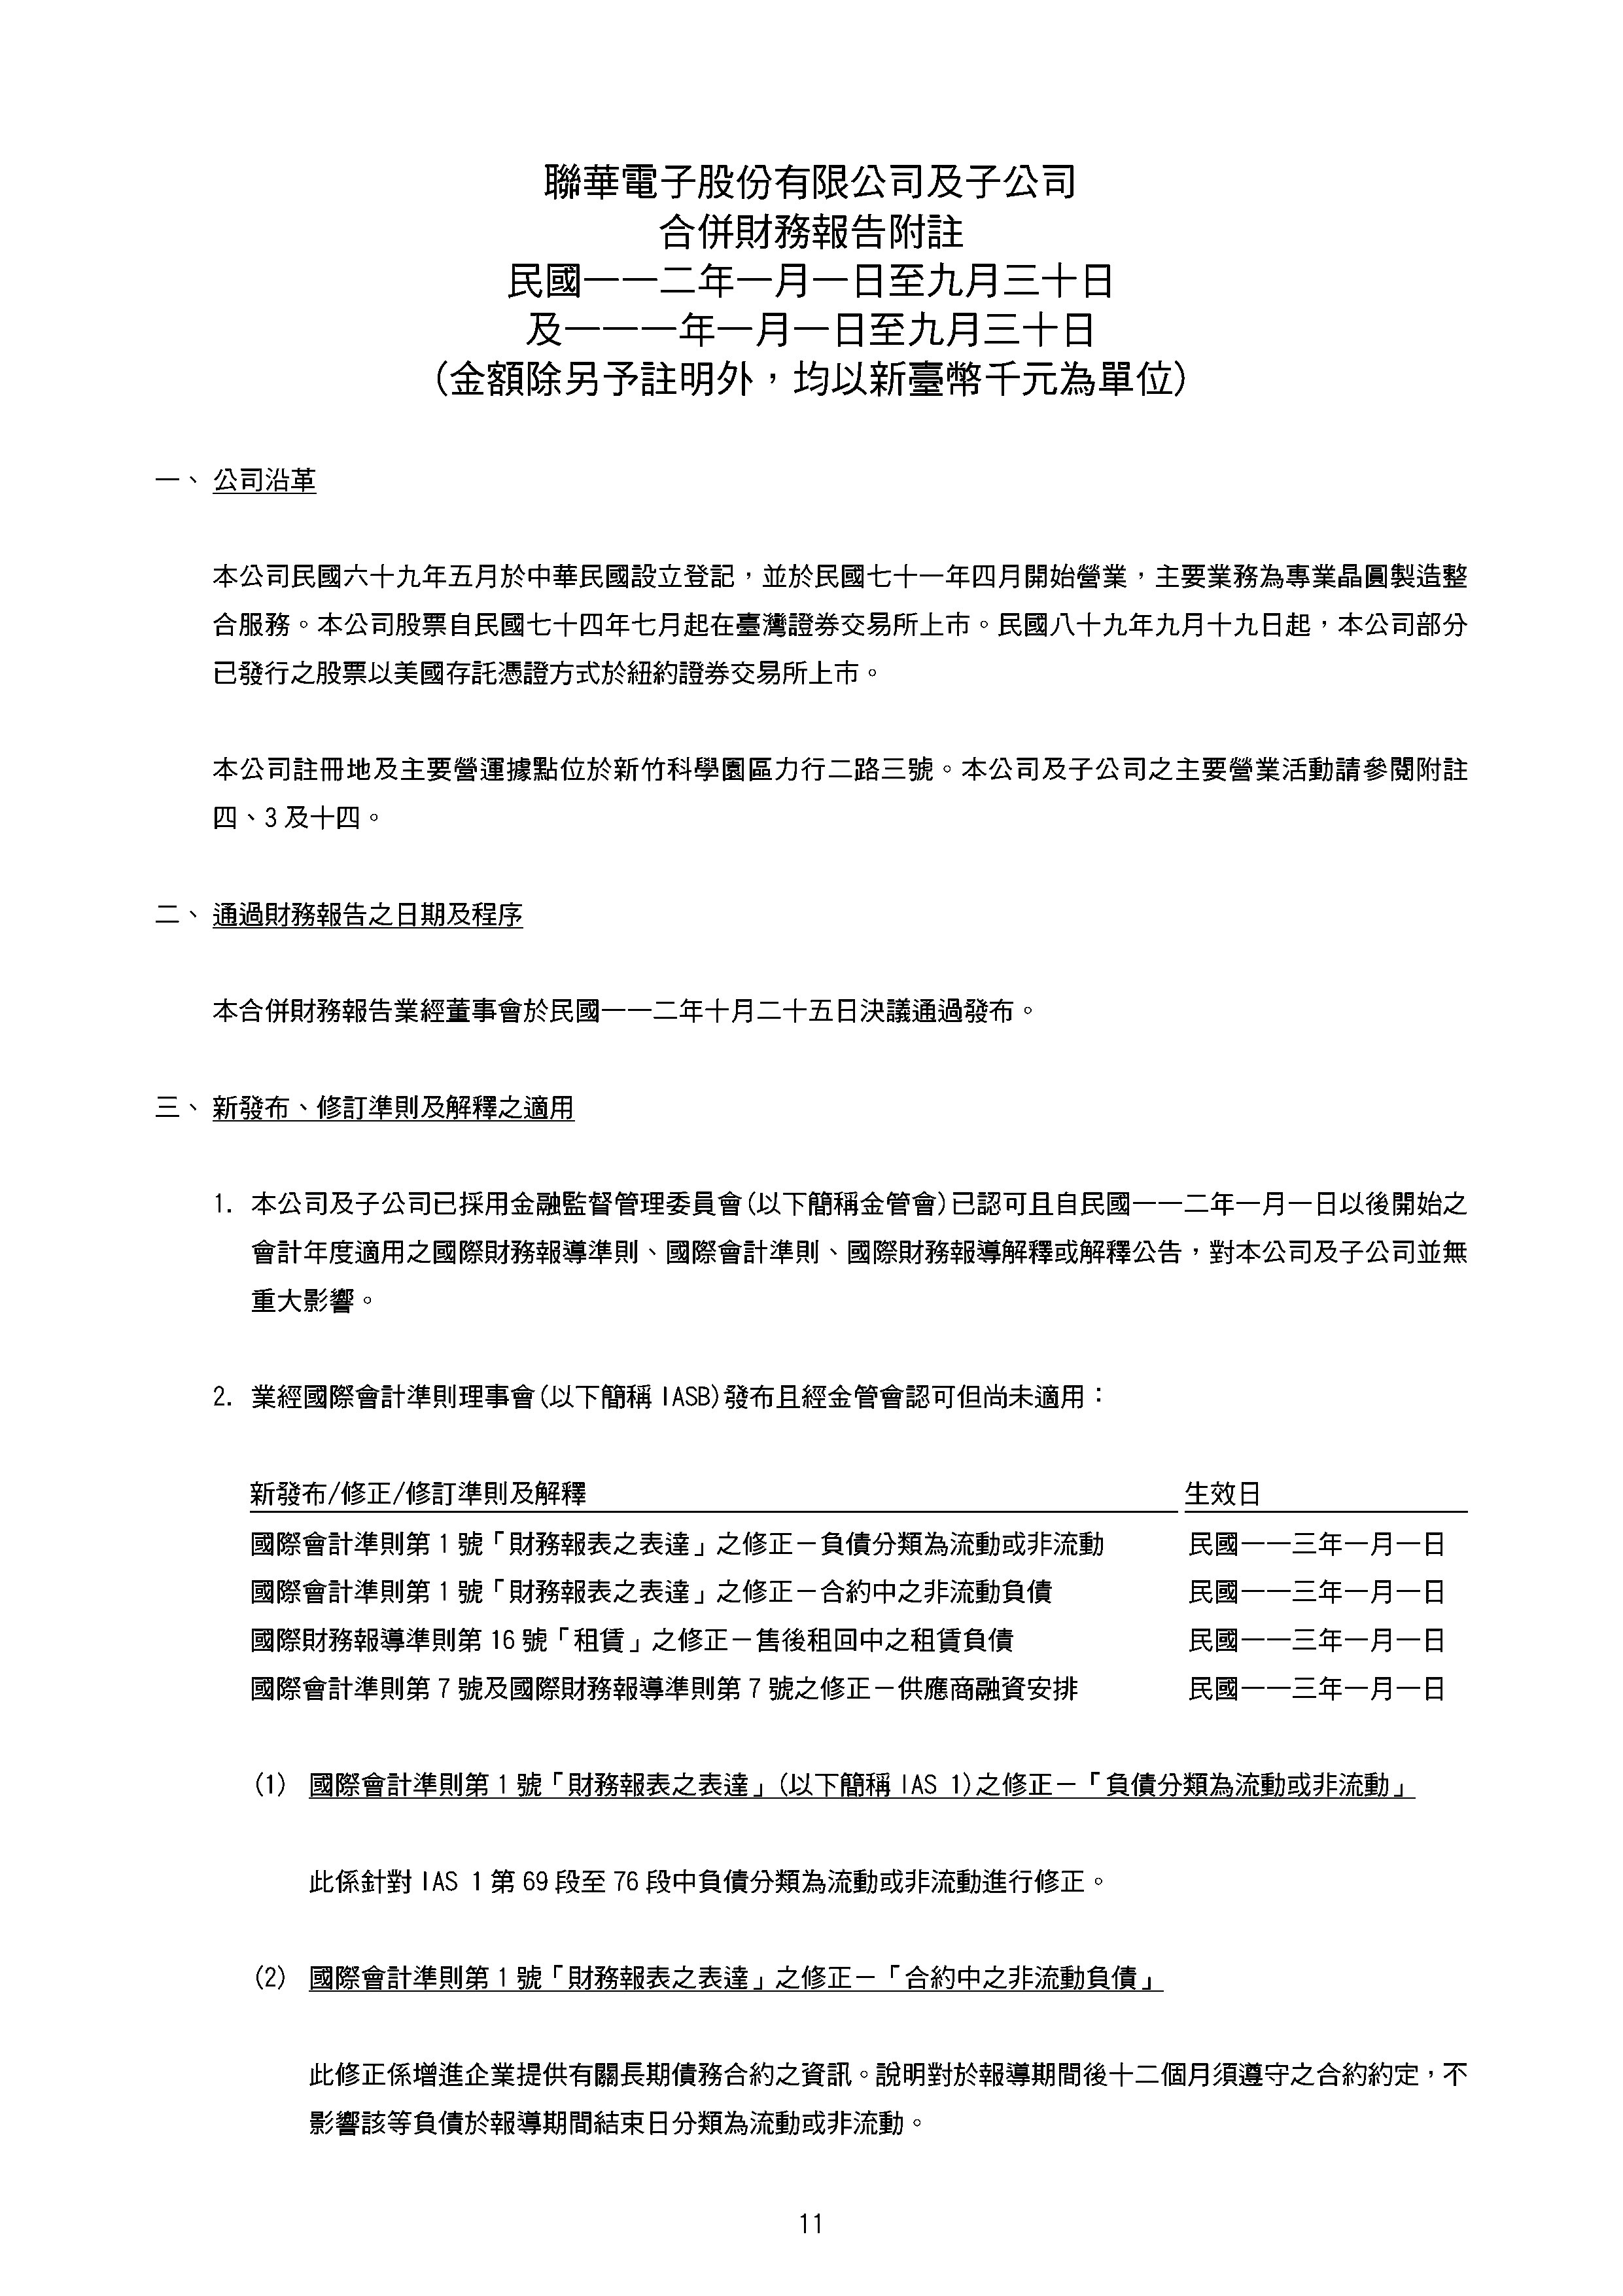 聯華電子股份有限公司及子公司
合併財務報告附註
民國一一二年一月一日至九月三十日
及一一一年一月一日至九月三十日
(金額除另予註明外，均以新臺幣千元為單位)
一、公司沿革
本公司民國六十九年五月於中華民國設立登記，並於民國七十一年四月開始營業，主要業務為專業晶圓製造整
合服務。本公司股票自民國七十四年七月起在臺灣證券交易所上市。民國八十九年九月十九日起，本公司部分
已發行之股票以美國存託憑證方式於紐約證券交易所上市。
本公司註冊地及主要營運據點位於新竹科學園區力行二路三號。本公司及子公司之主要營業活動請參閱附註
四、3 及十四。
二、通過財務報告之日期及程序
本合併財務報告業經董事會於民國一一二年十月二十五日決議通過發布。
三、新發布、修訂準則及解釋之適用
1. 本公司及子公司已採用金融監督管理委員會(以下簡稱金管會)已認可且自民國一一二年一月一日以後開始之
會計年度適用之國際財務報導準則、國際會計準則、國際財務報導解釋或解釋公告，對本公司及子公司並無
重大影響。
2. 業經國際會計準則理事會(以下簡稱 IASB)發布且經金管會認可但尚未適用：
新發布/修正/修訂準則及解釋 生效日
國際會計準則第 1 號「財務報表之表達」之修正－負債分類為流動或非流動 民國一一三年一月一日
國際會計準則第 1 號「財務報表之表達」之修正－合約中之非流動負債 民國一一三年一月一日
國際財務報導準則第 16 號「租賃」之修正－售後租回中之租賃負債 民國一一三年一月一日
國際會計準則第 7 號及國際財務報導準則第 7 號之修正－供應商融資安排 民國一一三年一月一日
(1) 國際會計準則第 1 號「財務報表之表達」(以下簡稱 IAS 1)之修正－「負債分類為流動或非流動」
此係針對 IAS 1 第 69 段至 76 段中負債分類為流動或非流動進行修正。
(2) 國際會計準則第 1 號「財務報表之表達」之修正－「合約中之非流動負債」
此修正係增進企業提供有關長期債務合約之資訊。說明對於報導期間後十二個月須遵守之合約約定，不
影響該等負債於報導期間結束日分類為流動或非流動。
11